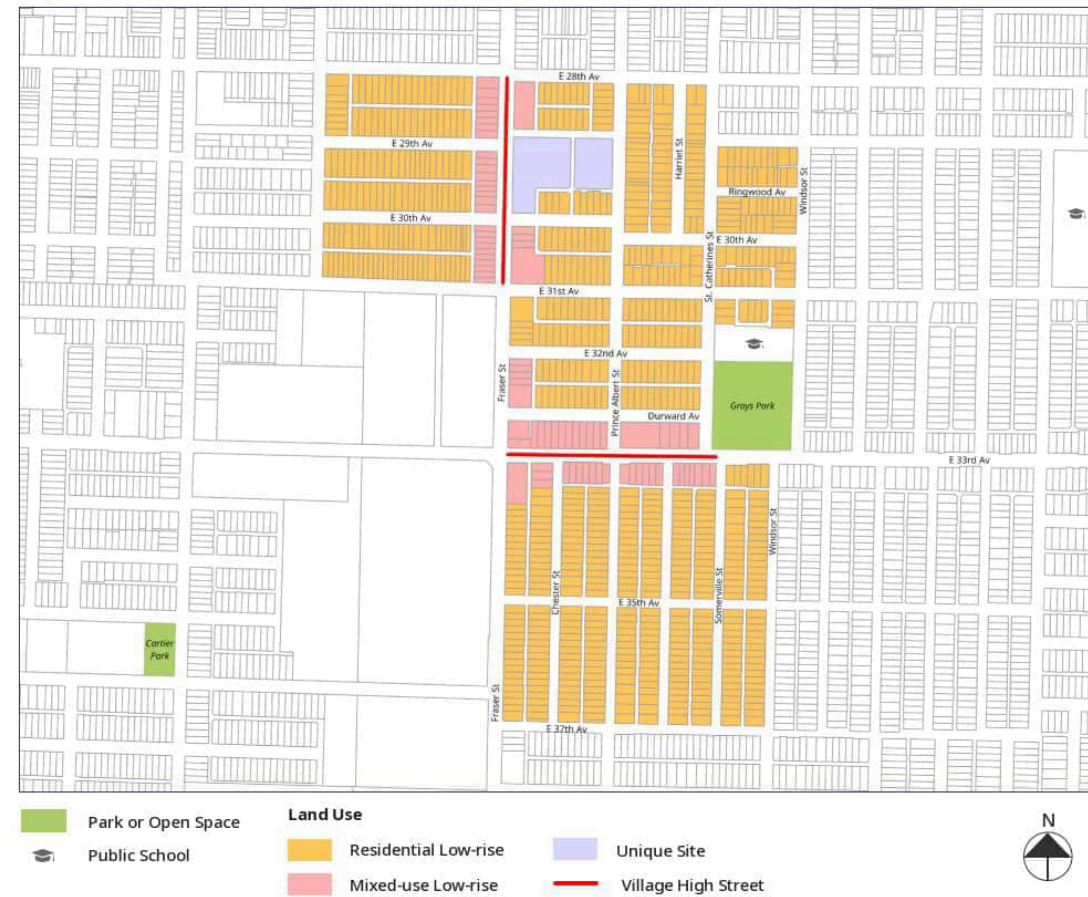 E 28th Av
E 29th Av
Harriet St
Ringwood Av
Windsor St
E 30th Av
E 30th Av
St. Catherines St
E 31st Av
E 32nd Av
Fraser St
Prince Albert St
Durward Av
Grays Park
E 33rd Av
Windsor St
Chester St
Somerville St
E 35th Av
Cartier
Park
Fraser St
E 37th Av
Park or Open Space
Public School
Land Use
Residential Low-rise
Mixed-use Low-rise
Unique Site
Village High Street
N